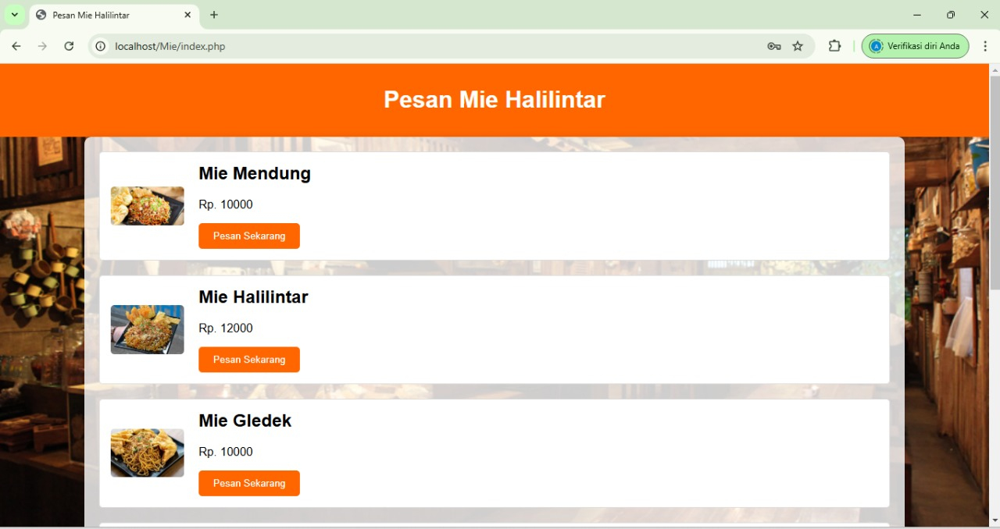 Pesan Mie Halilintar
localhost/Mie/index.php
Verifikasi diri Anda
Pesan Mie Halilintar
Mie Mendung
Rp. 10000
Pesan Sekarang
Mie Halilintar
Rp. 12000
Pesan Sekarang
Mie Gledek
Rp. 10000
Pesan Sekarang